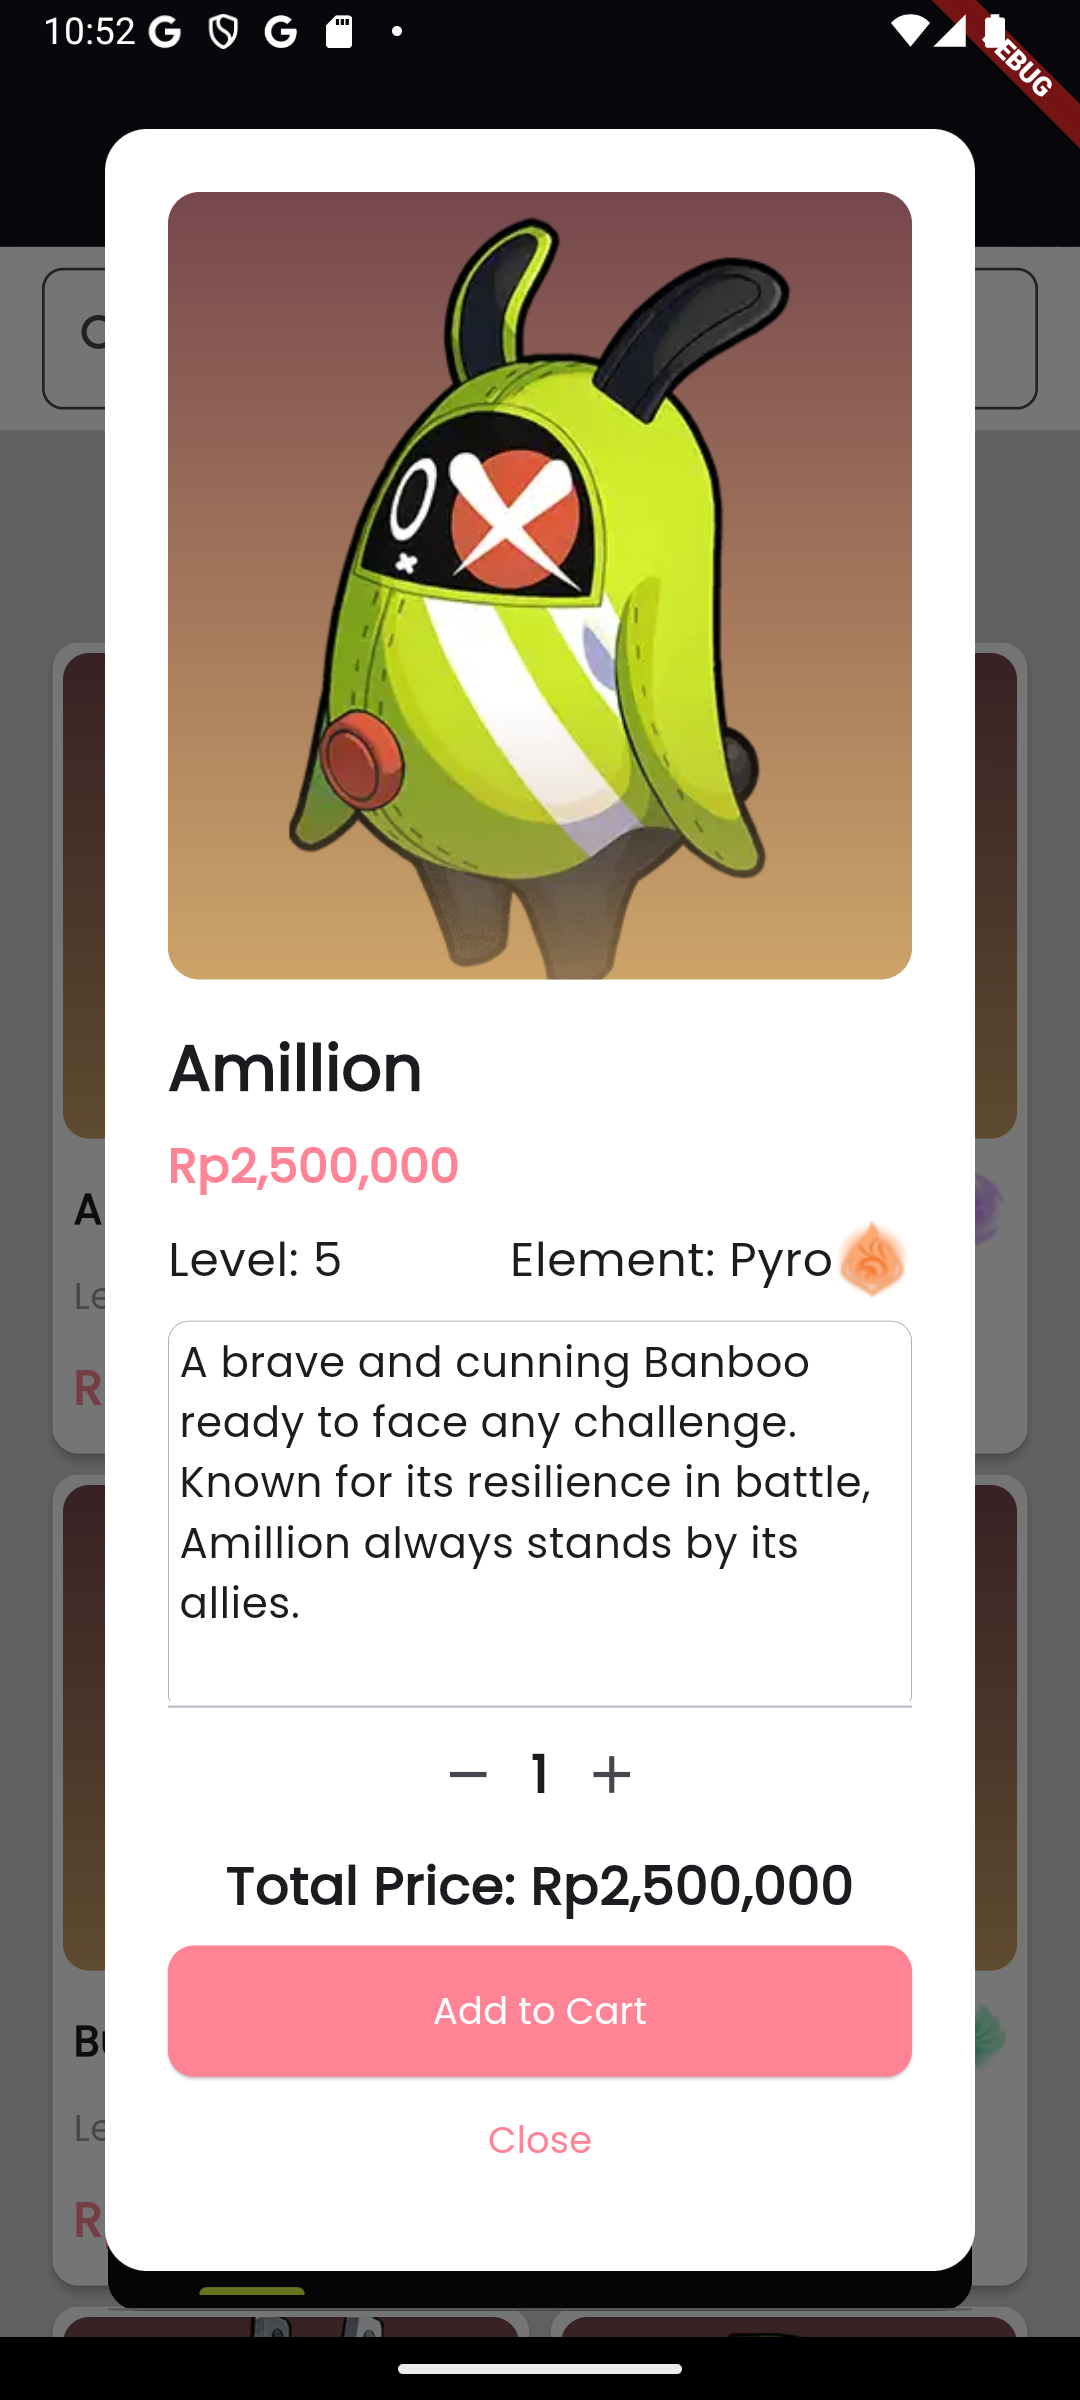 10:52
EBUG
Amillion
Rp2,500,000
Level: 5
Element: Pyro
A brave and cunning Banboo
ready to face any challenge.
Known for its resilience in battle,
Amillion always stands by its
allies.
1
Total Price: Rp2,500,000
Add to Cart
Close